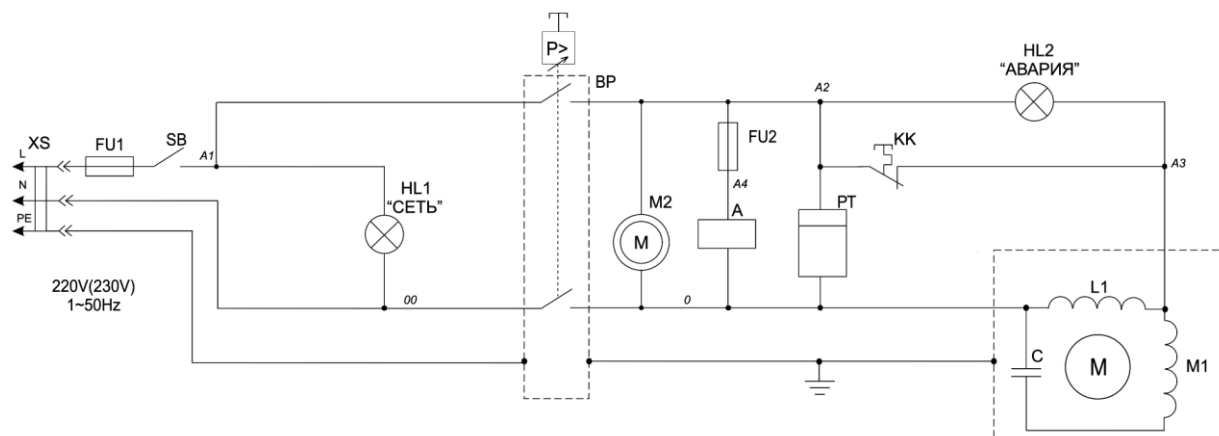 P>
BP
HL2
"АВАРИЯ"
A2
XS
L
FU1
SB
A1
FU2
KK
A3
N
HL1
"СЕТЬ"
A4
PE
M2
A
PT
M
220V(230V)
1~50Hz
00
0
L1
C
M
M1